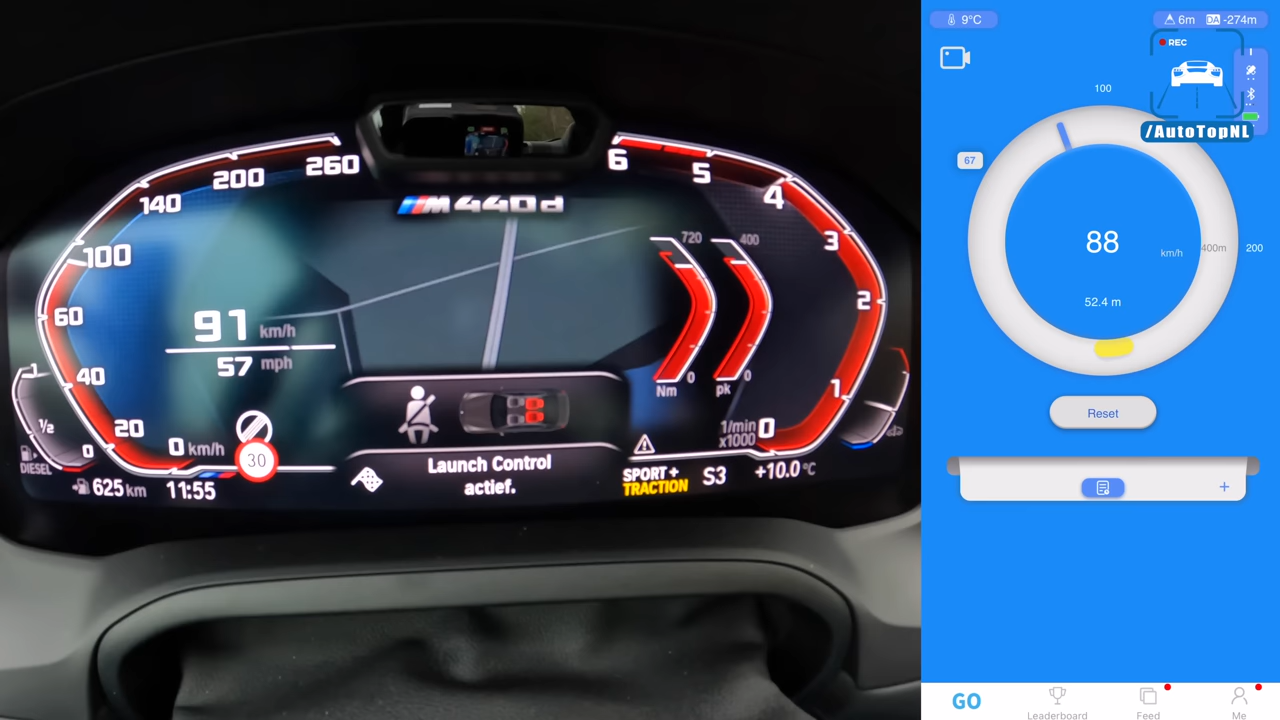 260
200
140
100
60
40
20
0 km/h
6
5
4
3
2
1
0
1/min
x1000
M440d
91 km/h
57 mph
720
400
Nm 0
pk 0
1
1/2
0
DIESEL
30
Launch Control
actief.
SPORT +
TRACTION
S3
+10.0 °C
625 km
11:55
9°C
6m DA -274m
REC
/AutoTopNL
100
67
88
km/h
400m
200
52.4 m
Reset
+
GO
Leaderboard
Feed
Me